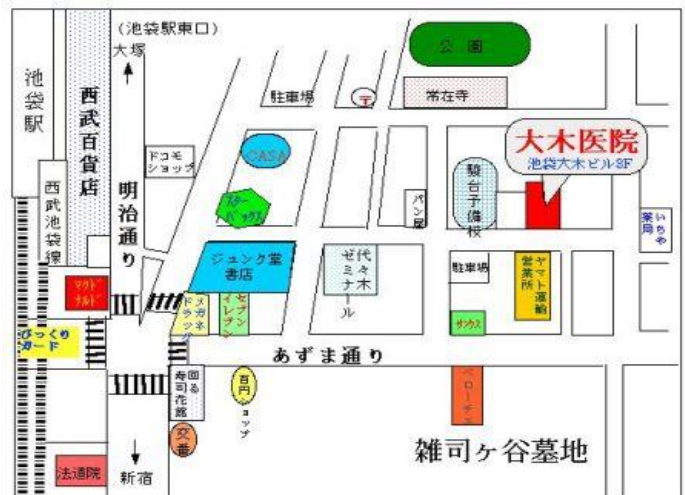 (池袋駅東口)
大塚
公園
池袋駅
西武百貨店
駐車場
〒
常在寺
大木医院
池袋大木ビル3F
ドコモ
ショップ
CASA
駿台予備校
西武池袋線
明治通り
スター
バックス
パン屋
いちや
薬局
ジュンク堂
書店
代々木
ゼミナール
駐車場
ヤマト運輸
営業所
マクド
ナルド
メガネ
ドラッグ
セブン
イレブン
サンクス
びっくり
ガード
あずま通り
回る
寿司花館
百円ショップ
ベローチェ
交番
雑司ヶ谷墓地
法道院
新宿